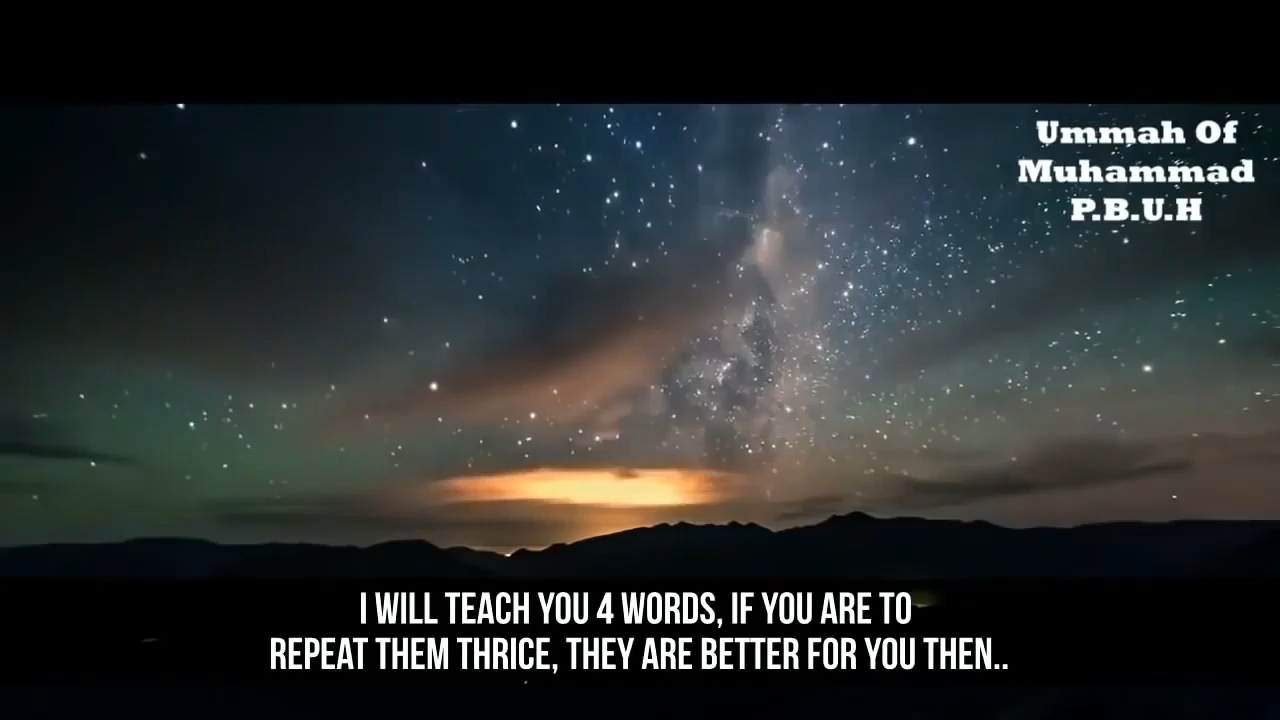 Ummah Of
Muhammad
P.B.U.H
I WILL TEACH YOU 4 WORDS, IF YOU ARE TO
REPEAT THEM THRICE, THEY ARE BETTER FOR YOU THEN..